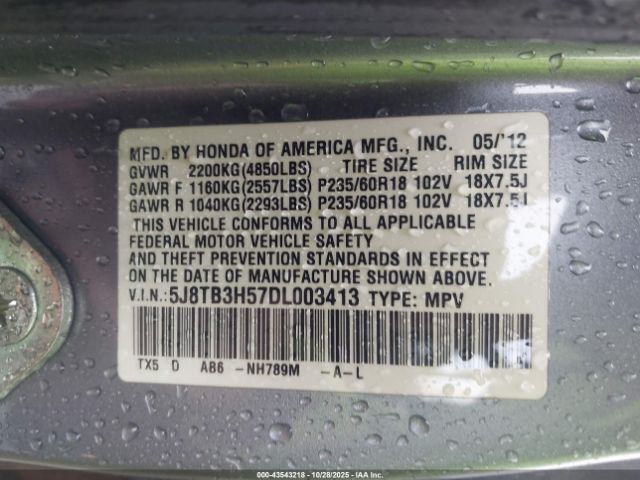 MFD. BY HONDA OF AMERICA MFG., INC. 05/'12
GVWR 2200KG(4850LBS) TIRE SIZE RIM SIZE
GAWR F 1160KG(2557LBS) P235/60R18 102V 18X7.5J
GAWR R 1040KG(2293LBS) P235/60R18 102V 18X7.5J
THIS VEHICLE CONFORMS TO ALL APPLICABLE
FEDERAL MOTOR VEHICLE SAFETY
AND THEFT PREVENTION STANDARDS IN EFFECT
ON THE DATE OF MANUFACTURE SHOWN ABOVE.
V.I.N.:5J8TB3H57DL003413 TYPE: MPV
TX5 D AB6 -NH789M -A-L
000-43543218 - 10/28/2025 - COPYRIGHT © IAA, LLC.